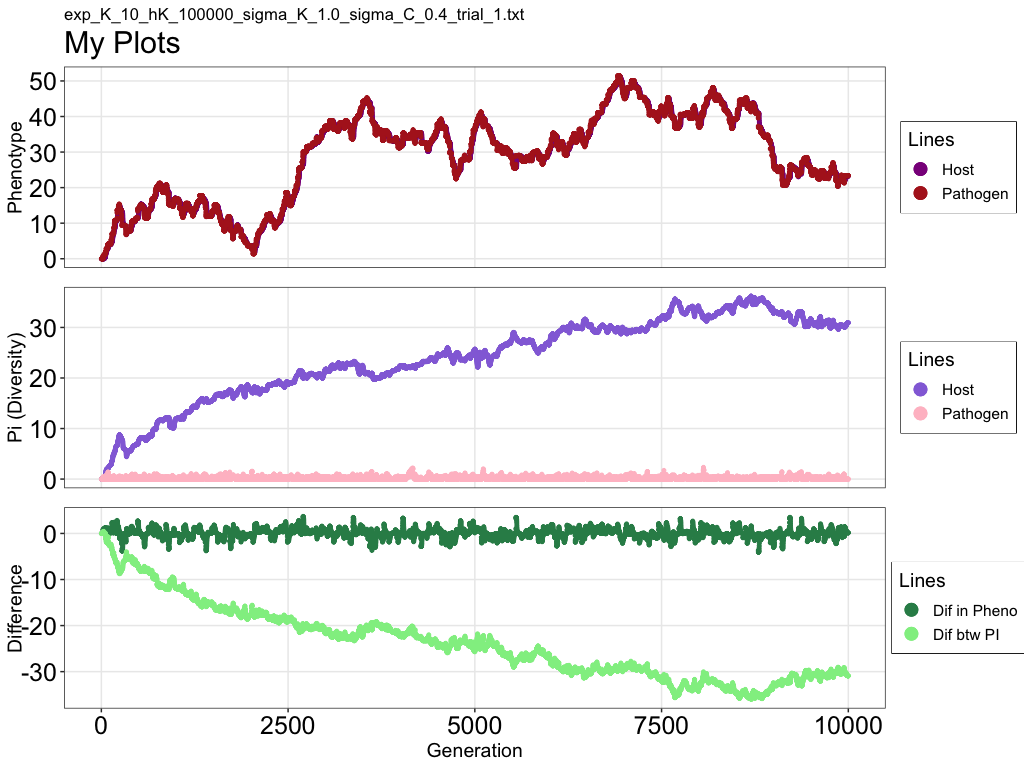 exp_K_10_hK_100000_sigma_K_1.0_sigma_C_0.4_trial_1.txt
My Plots
Phenotype
50
40
30
20
10
0
Lines
Host
Pathogen
Pi (Diversity)
30
20
10
0
Lines
Host
Pathogen
Difference
0
-10
-20
-30
Lines
Dif in Pheno
Dif btw PI
0
2500
5000
7500
10000
Generation